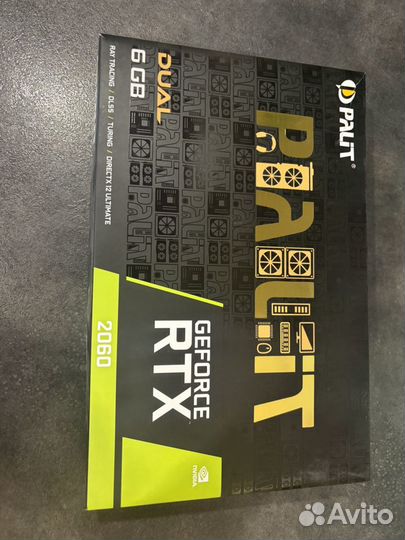 PALIT®
PALIT
DUAL
6 GB
RAY TRACING / DLSS / TURING / DIRECTX 12 ULTIMATE
GEFORCE
RTX
2060
NVIDIA
Avito